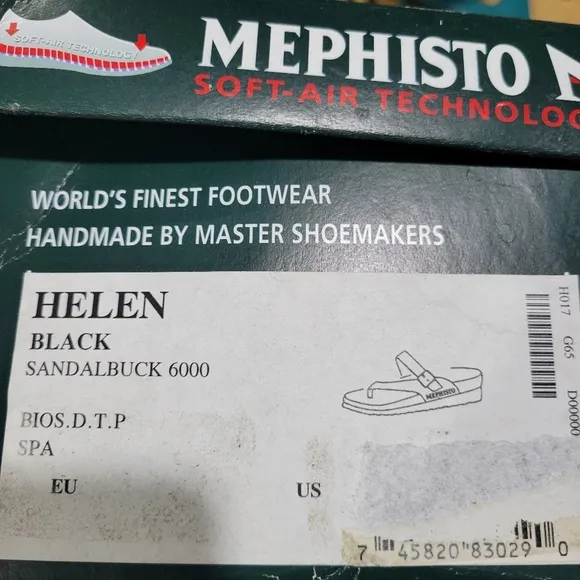 SOFT-AIR TECHNOLOGY
MEPHISTO
SOFT-AIR TECHNOLOG
WORLD'S FINEST FOOTWEAR
HANDMADE BY MASTER SHOEMAKERS
HELEN
BLACK
SANDALBUCK 6000
MEPHISTO
BIOS.D.T.P
SPA
EU US
H017 G65 D00000
7 45820 83029 0